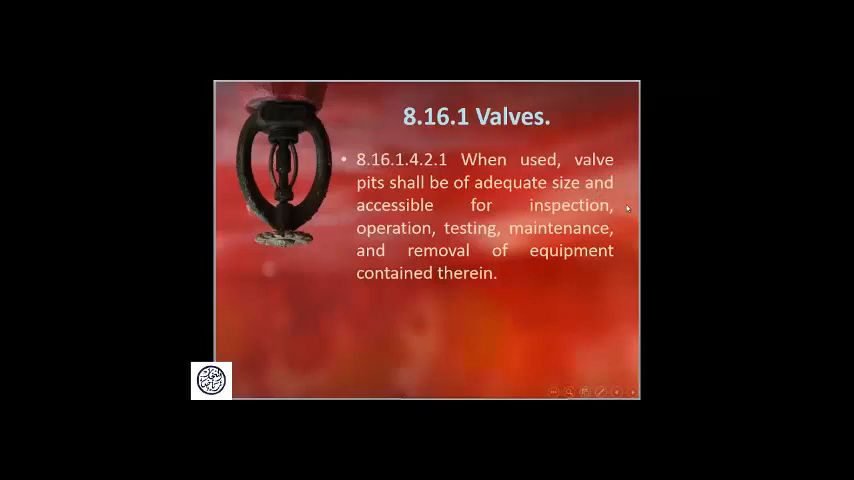 8.16.1 Valves.
• 8.16.1.4.2.1 When used, valve
pits shall be of adequate size and
accessible for inspection,
operation, testing, maintenance,
and removal of equipment
contained therein.